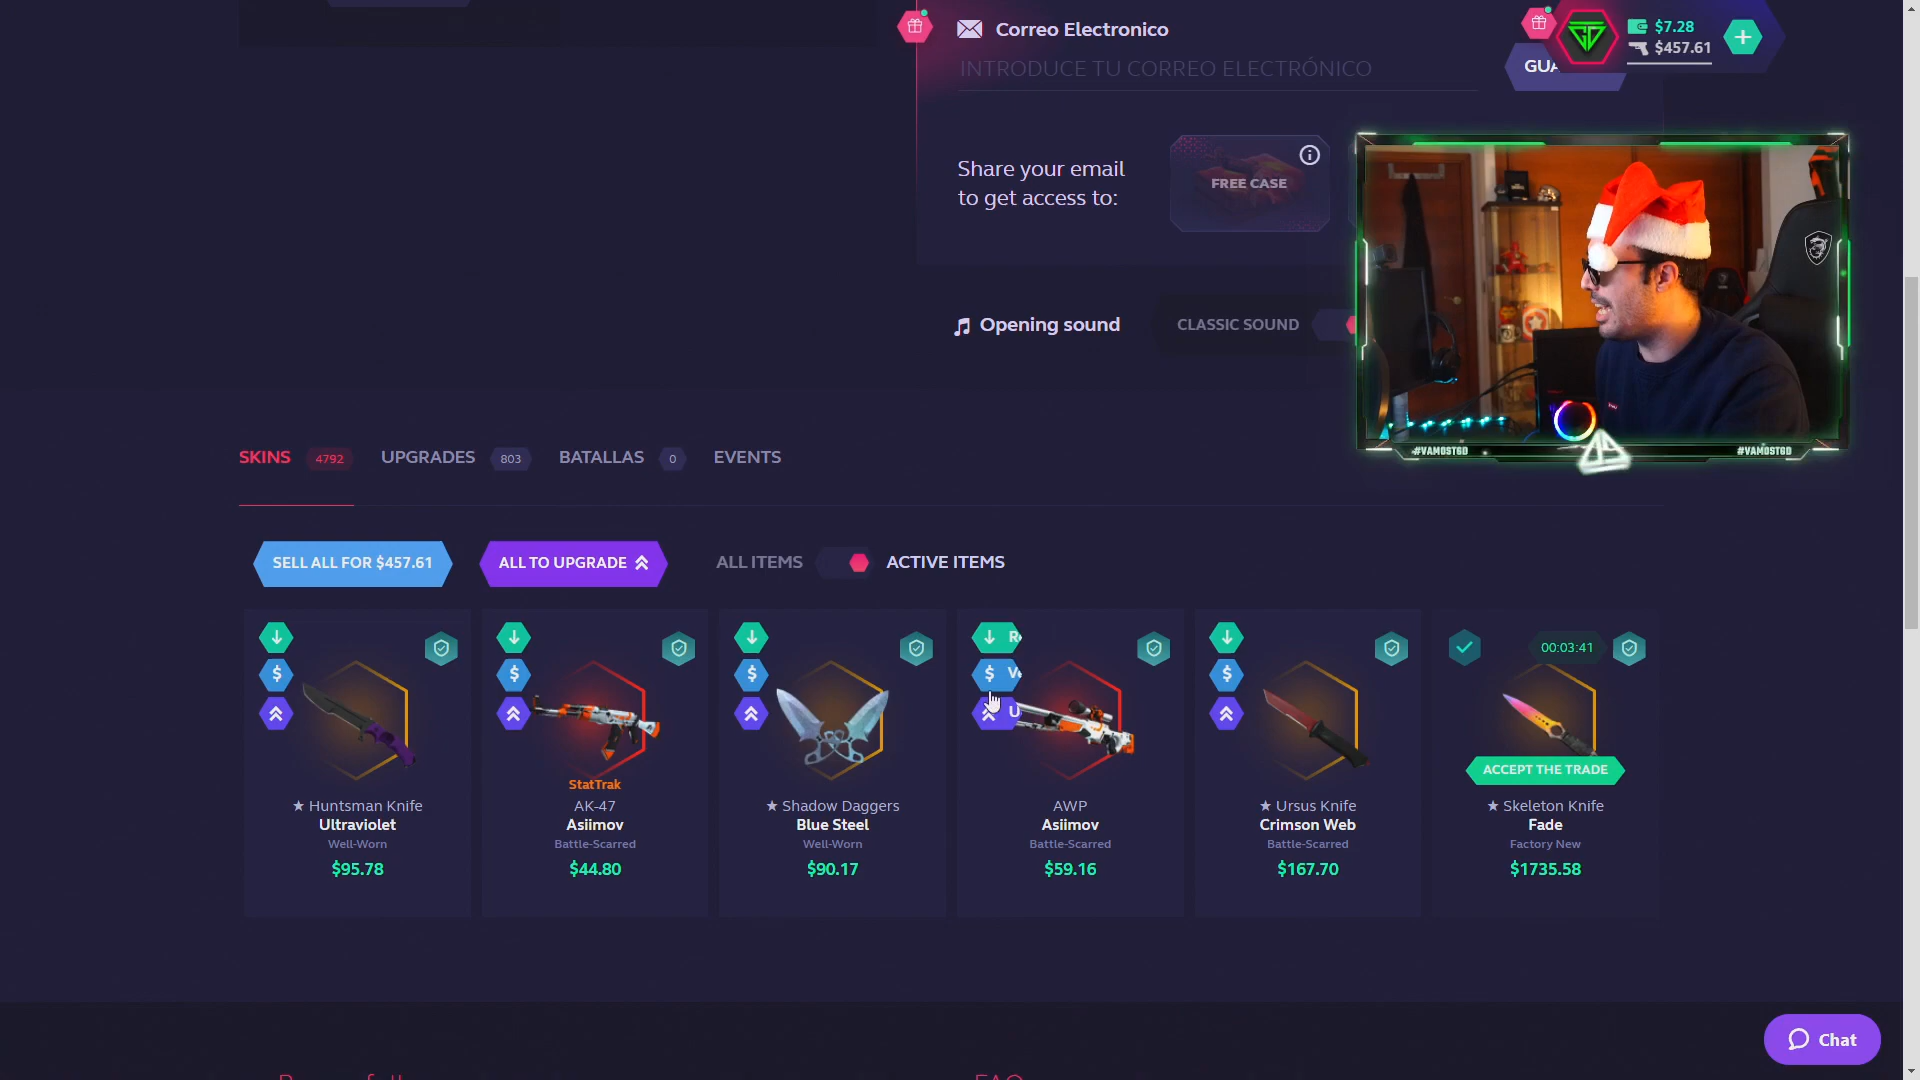 Correo Electronico
INTRODUCE TU CORREO ELECTRÓNICO
GUA
$7.28
$457.61
Share your email
to get access to:
FREE CASE
Opening sound
CLASSIC SOUND
#VAMOSTGD
#VAMOSTGD
SKINS 4792
UPGRADES 803
BATALLAS 0
EVENTS
SELL ALL FOR $457.61
ALL TO UPGRADE
ALL ITEMS
ACTIVE ITEMS
$
★ Huntsman Knife
Ultraviolet
Well-Worn
$95.78
$
StatTrak
AK-47
Asiimov
Battle-Scarred
$44.80
$
★ Shadow Daggers
Blue Steel
Well-Worn
$90.17
$
U
AWP
Asiimov
Battle-Scarred
$59.16
$
★ Ursus Knife
Crimson Web
Battle-Scarred
$167.70
00:03:41
ACCEPT THE TRADE
★ Skeleton Knife
Fade
Factory New
$1735.58
Chat